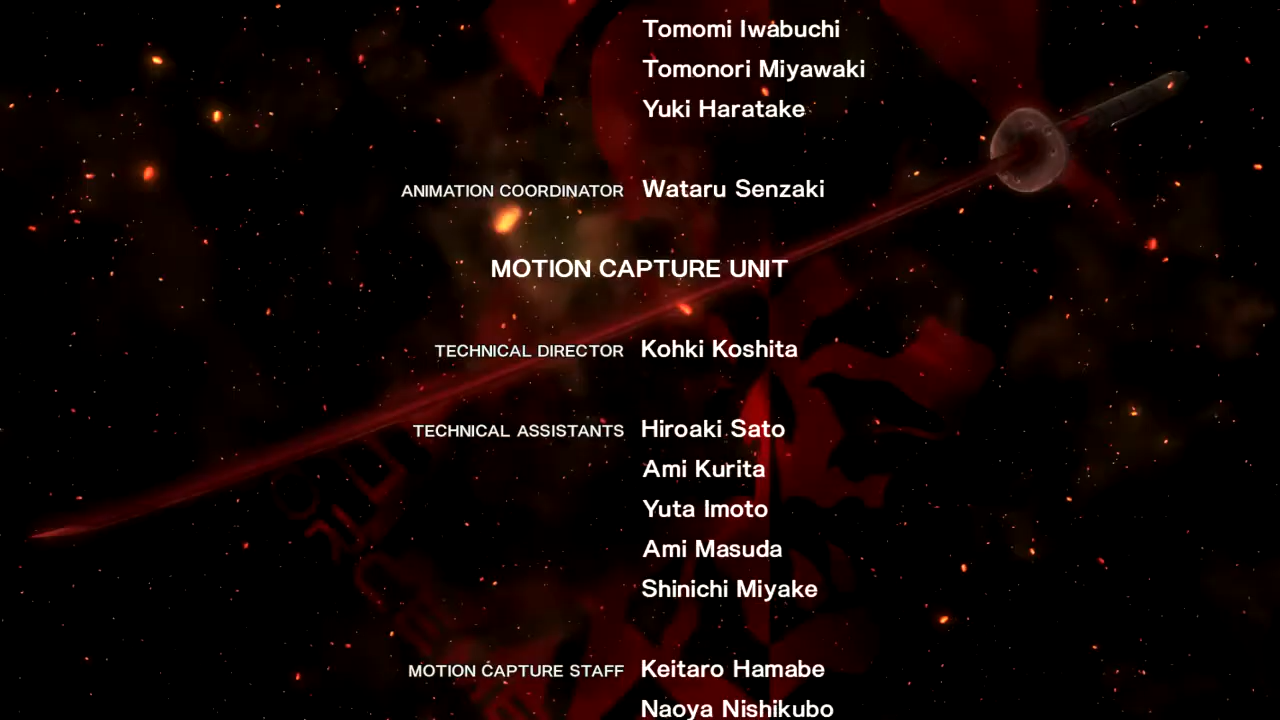 Tomomi Iwabuchi
Tomonori Miyawaki
Yuki Haratake
ANIMATION COORDINATOR Wataru Senzaki
MOTION CAPTURE UNIT
TECHNICAL DIRECTOR Kohki Koshita
TECHNICAL ASSISTANTS Hiroaki Sato
Ami Kurita
Yuta Imoto
Ami Masuda
Shinichi Miyake
MOTION CAPTURE STAFF Keitaro Hamabe
Naoya Nishikubo